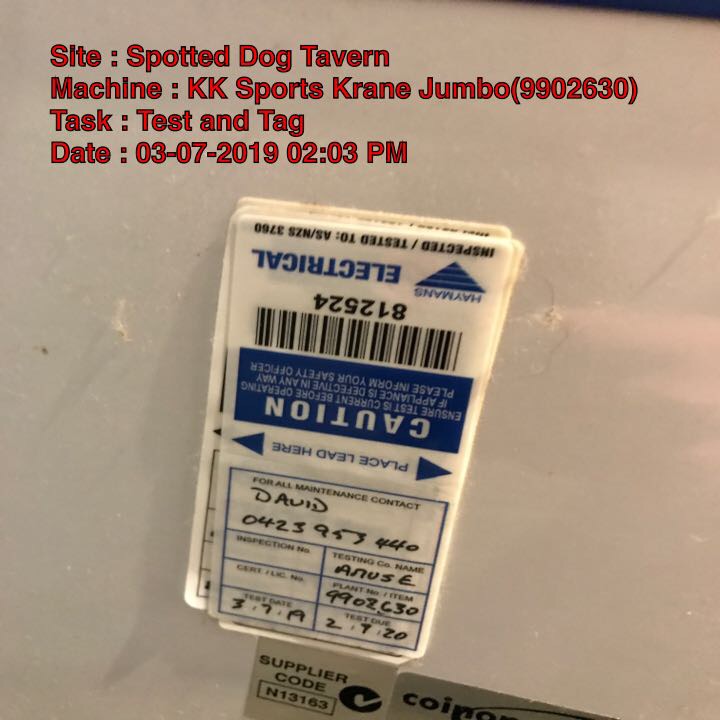 Site : Spotted Dog Tavern
Machine : KK Sports Krane Jumbo(9902630)
Task : Test and Tag
Date : 03-07-2019 02:03 PM
INSPECTED / TESTED TO: AS/NZS 3760
HAYMANS
ELECTRICAL
812524
CAUTION
ENSURE TEST IS CURRENT BEFORE OPERATING
IF APPLIANCE IS DEFECTIVE IN ANY WAY
PLEASE INFORM YOUR SAFETY OFFICER
PLACE LEAD HERE
FOR ALL MAINTENANCE CONTACT
DAVID
0423 953 440
INSPECTION No.
TESTING Co. NAME
AMUSE
CERT / LIC. No.
PLANT No. / ITEM
9902630
TEST DATE
3.7.19
TEST DUE
2.7.20
SUPPLIER
CODE
N13163